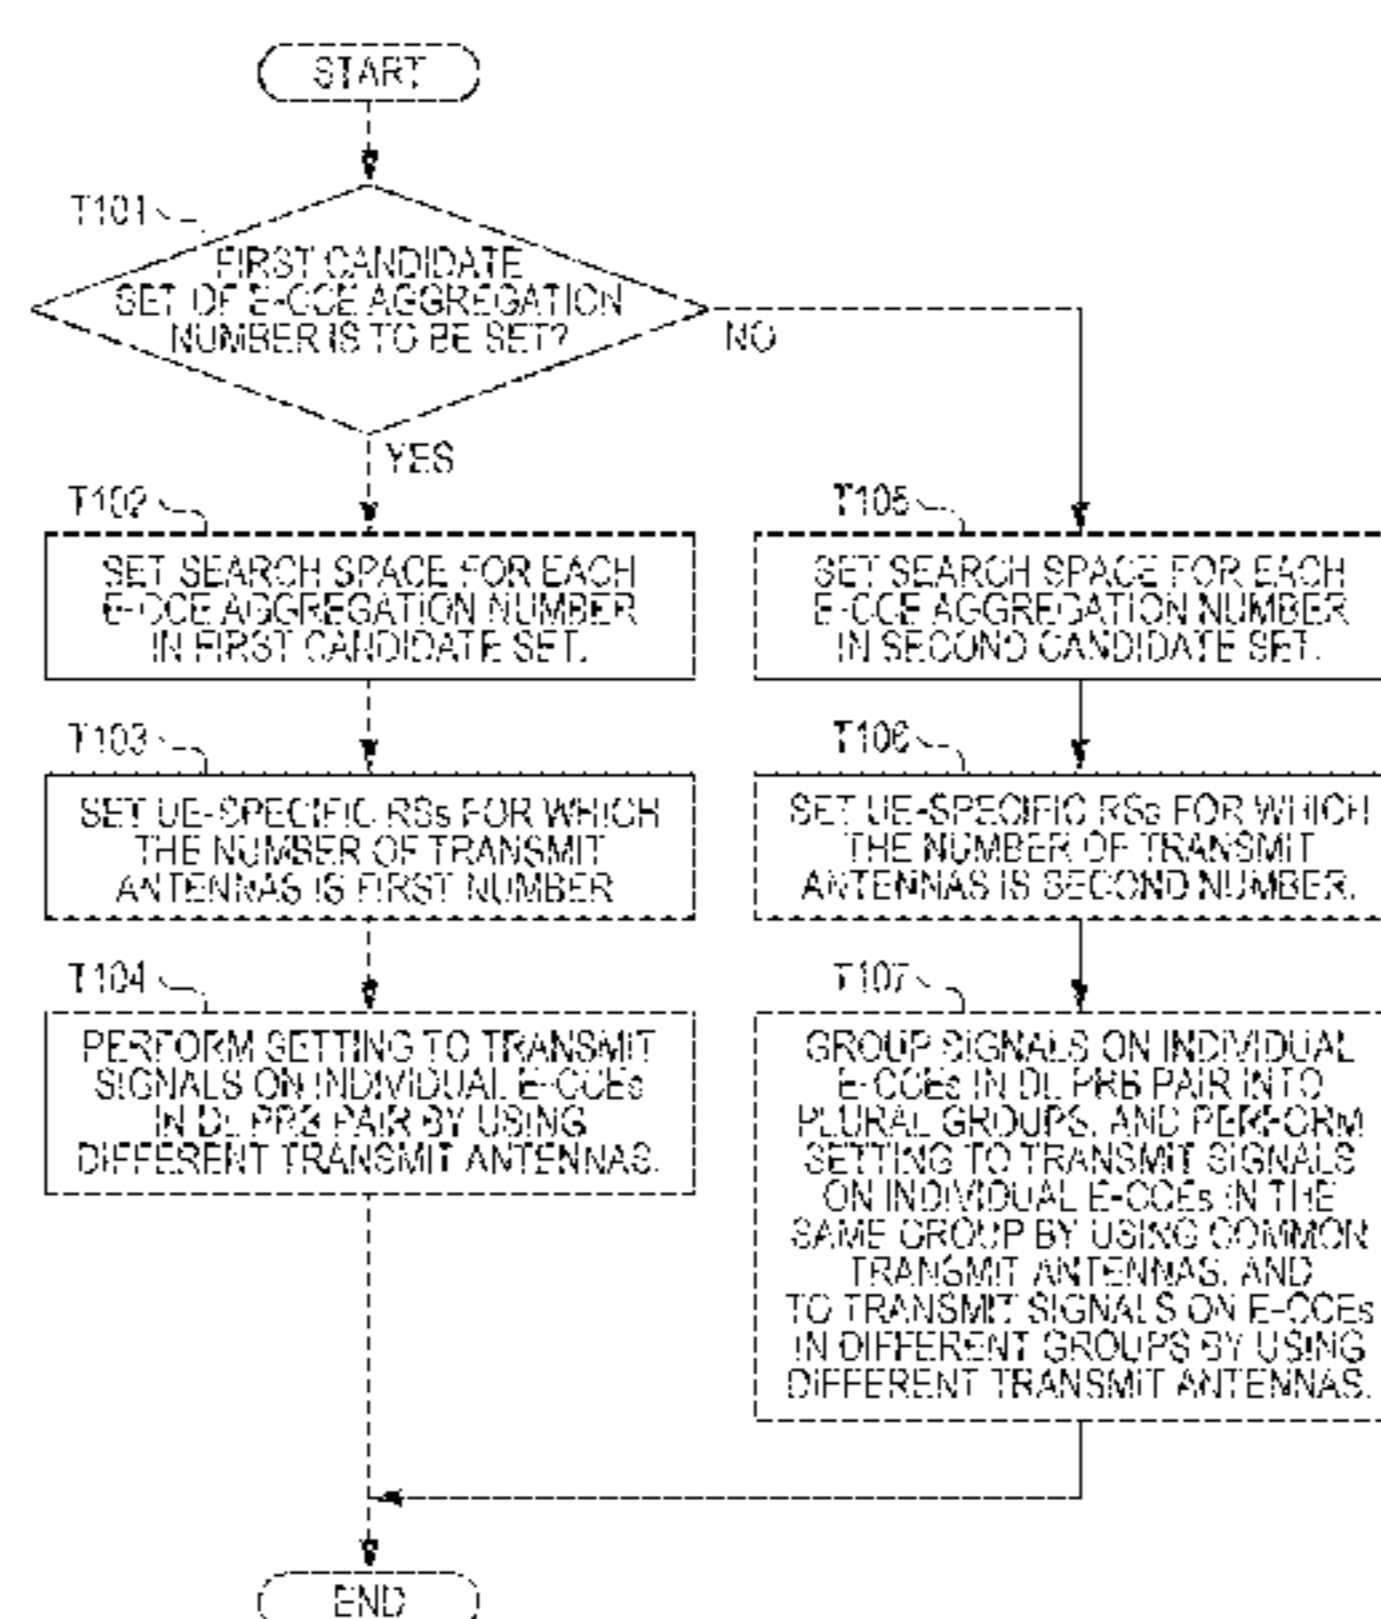 START
T101
FIRST CANDIDATE
SET OF E-CCE AGGREGATION
NUMBER IS TO BE SET?
NO
YES
T102
SET SEARCH SPACE FOR EACH
E-CCE AGGREGATION NUMBER
IN FIRST CANDIDATE SET.
T103
SET UE-SPECIFIC RSs FOR WHICH
THE NUMBER OF TRANSMIT
ANTENNAS IS FIRST NUMBER
T104
PERFORM SETTING TO TRANSMIT
SIGNALS ON INDIVIDUAL E-CCEs
IN DL PRB PAIR BY USING
DIFFERENT TRANSMIT ANTENNAS.
T105
SET SEARCH SPACE FOR EACH
E-CCE AGGREGATION NUMBER
IN SECOND CANDIDATE SET.
T106
SET UE-SPECIFIC RSs FOR WHICH
THE NUMBER OF TRANSMIT
ANTENNAS IS SECOND NUMBER.
T107
GROUP SIGNALS ON INDIVIDUAL
E-CCEs IN DL PRB PAIR INTO
PLURAL GROUPS, AND PERFORM
SETTING TO TRANSMIT SIGNALS
ON INDIVIDUAL E-CCEs IN THE
SAME GROUP BY USING COMMON
TRANSMIT ANTENNAS, AND
TO TRANSMIT SIGNALS ON E-CCEs
IN DIFFERENT GROUPS BY USING
DIFFERENT TRANSMIT ANTENNAS.
END